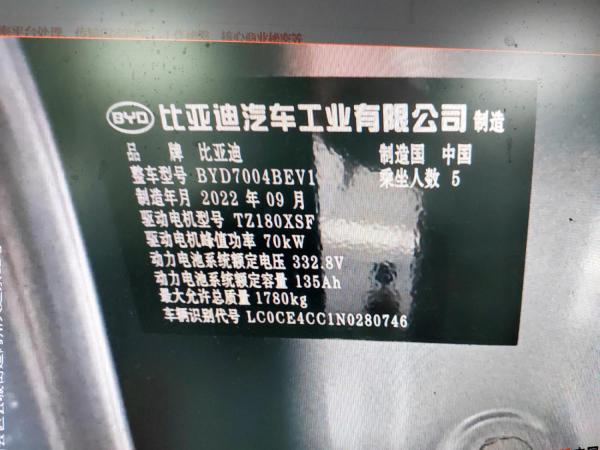 BYD 比亚迪汽车工业有限公司 制造
品 牌 比亚迪 制造国 中国
整车型号 BYD7004BEV1 乘坐人数 5
制造年月 2022 年 09 月
驱动电机型号 TZ180XSF
驱动电机峰值功率 70kW
动力电池系统额定电压 332.8V
动力电池系统额定容量 135Ah
最大允许总质量 1780kg
车辆识别代号 LC0CE4CC1N0280746